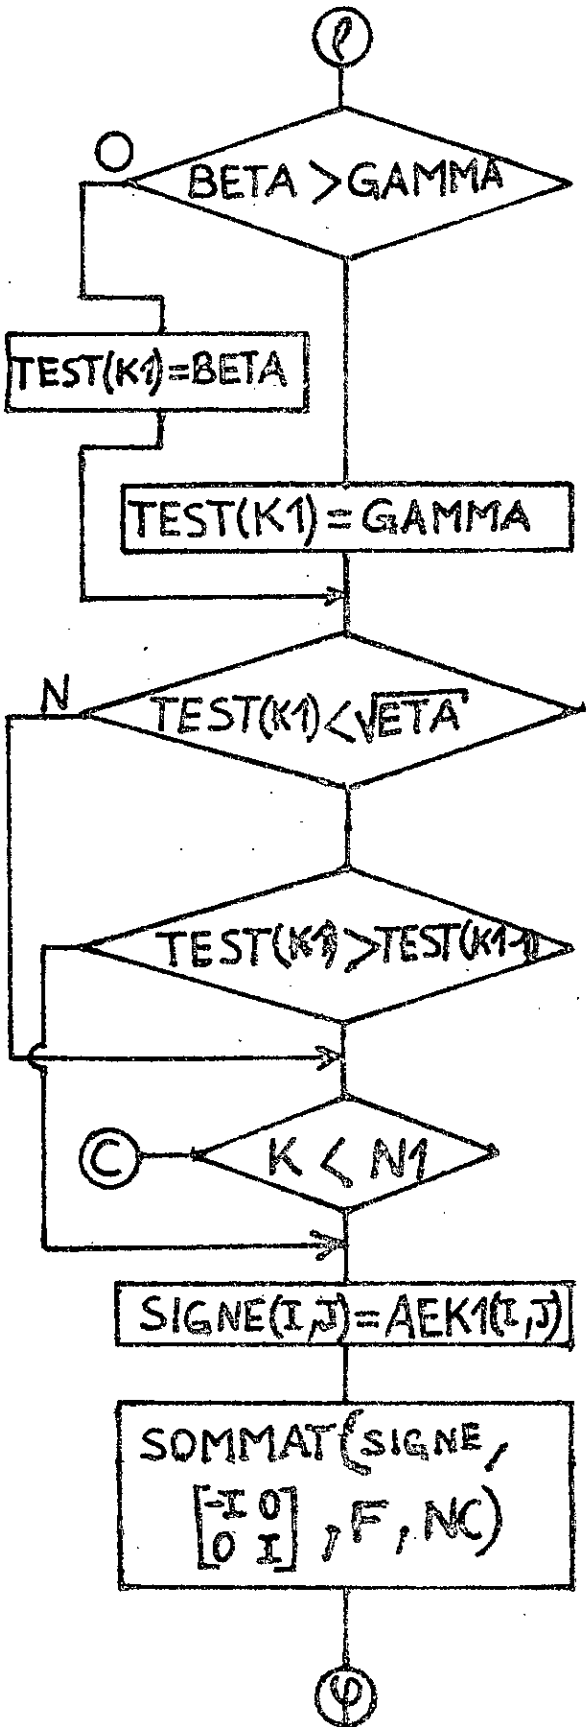 ℓ
O
BETA > GAMMA
TEST(K1)=BETA
TEST(K1) = GAMMA
N
TEST(K1) < √ETA
TEST(K1) > TEST(K1-1)
C
K < N1
SIGNE(I,J)=AEK1(I,J)
SOMMAT(SIGNE,
[-I 0
0 I] , F, NC)
φ